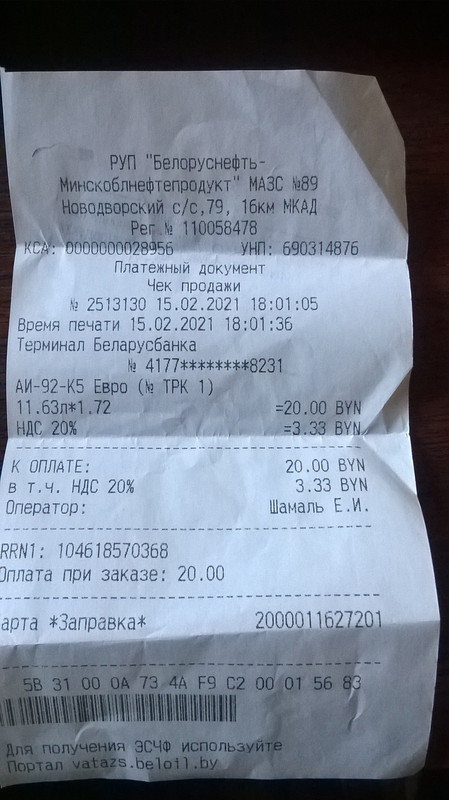 РУП "Белоруснефть-
Минскоблнефтепродукт" МАЗС №89
Новодворский с/с,79, 16км МКАД
Рег.№ 110058478
КСА: 0000000028956 УНП: 690314876
Платежный документ
Чек продажи
№ 2513130 15.02.2021 18:01:05
Время печати 15.02.2021 18:01:36
Терминал Беларусбанка
№ 4177********8231
АИ-92-К5 Евро (№ ТРК 1)
11.63л*1.72 =20.00 BYN
НДС 20% =3.33 BYN
К ОПЛАТЕ: 20.00 BYN
в т.ч. НДС 20% 3.33 BYN
Оператор: Шамаль Е.И.
RRN1: 104618570368
Оплата при заказе: 20.00
арта *Заправка* 2000011627201
5B 31 00 0A 73 4A F9 C2 00 01 56 83
Для получения ЭСЧФ используйте
Портал vatazs.beloil.by